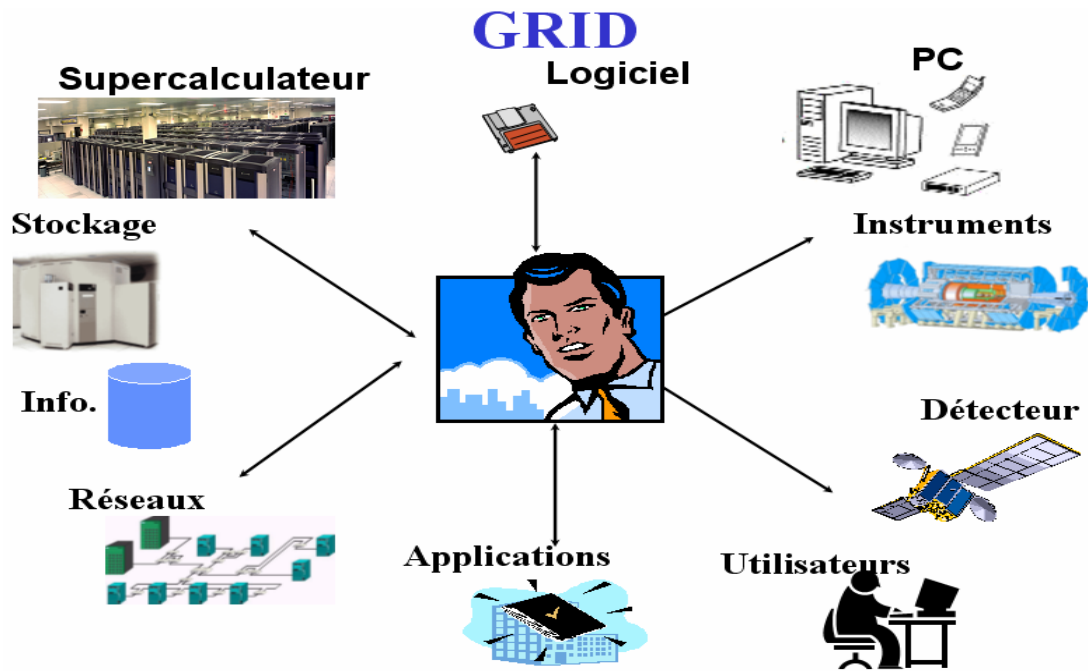 GRID
Supercalculateur
Logiciel
PC
Stockage
Instruments
Info.
Détecteur
Réseaux
Applications
Utilisateurs